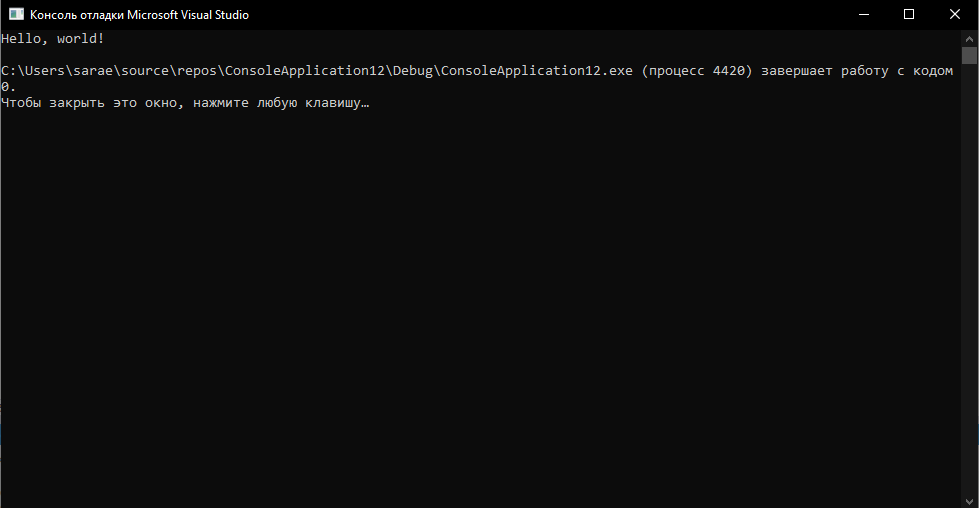 Консоль отладки Microsoft Visual Studio
Hello, world!
C:\Users\sarae\source\repos\ConsoleApplication12\Debug\ConsoleApplication12.exe (процесс 4420) завершает работу с кодом
0.
Чтобы закрыть это окно, нажмите любую клавишу…